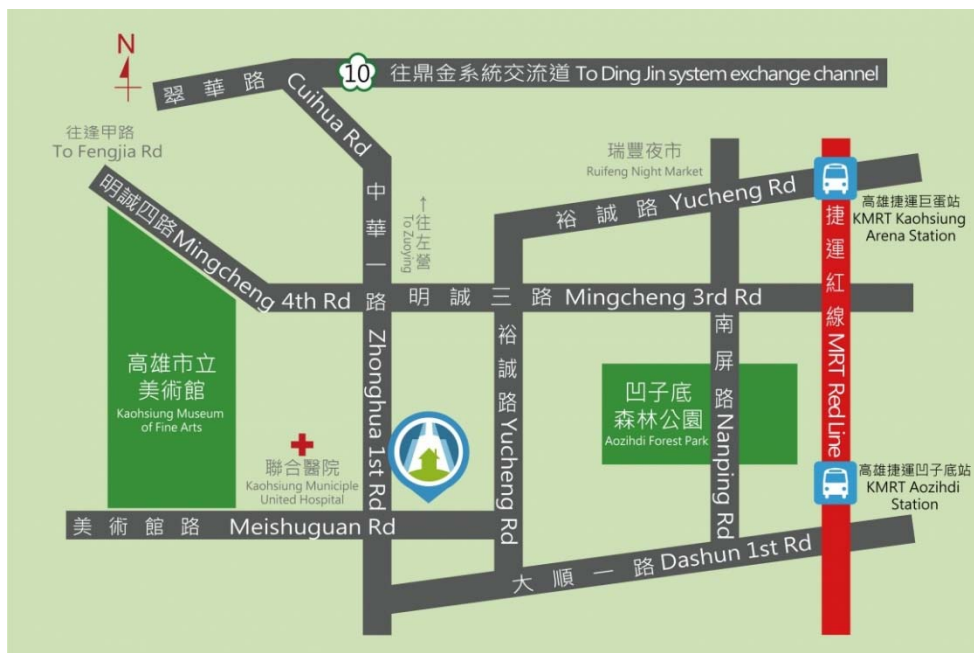 N
翠華路
Cuihua Rd
10
往鼎金系統交流道 To Ding Jin system exchange channel
往逢甲路
To Fengjia Rd
明誠四路 Mingcheng 4th Rd
中華一路 Zhonghua 1st Rd
←往左營
To Zuoying
瑞豐夜市
Ruifeng Night Market
裕誠路 Yucheng Rd
高雄捷運巨蛋站
KMRT Kaohsiung
Arena Station
捷運紅線 MRT Red Line
明誠三路 Mingcheng 3rd Rd
裕誠路 Yucheng Rd
南屏路 Nanping Rd
高雄市立
美術館
Kaohsiung Museum
of Fine Arts
凹子底
森林公園
Aozihdi Forest Park
聯合醫院
Kaohsiung Municiple
United Hospital
高雄捷運凹子底站
KMRT Aozihdi
Station
美術館路 Meishuguan Rd
大順一路 Dashun 1st Rd